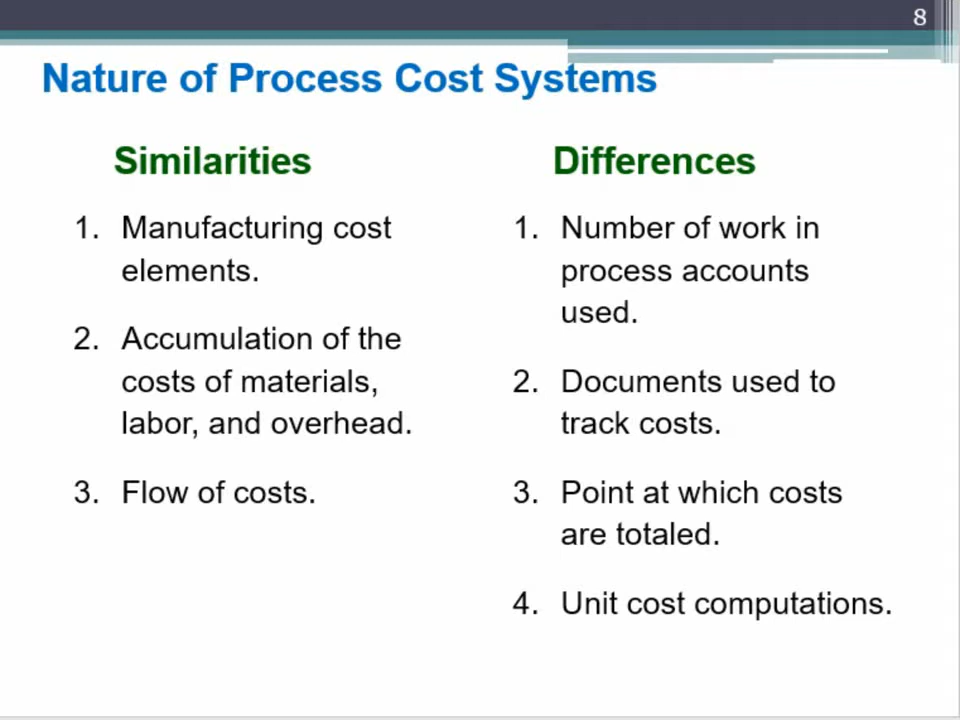 8
Nature of Process Cost Systems
Similarities
1. Manufacturing cost
elements.
2. Accumulation of the
costs of materials,
labor, and overhead.
3. Flow of costs.
Differences
1. Number of work in
process accounts
used.
2. Documents used to
track costs.
3. Point at which costs
are totaled.
4. Unit cost computations.